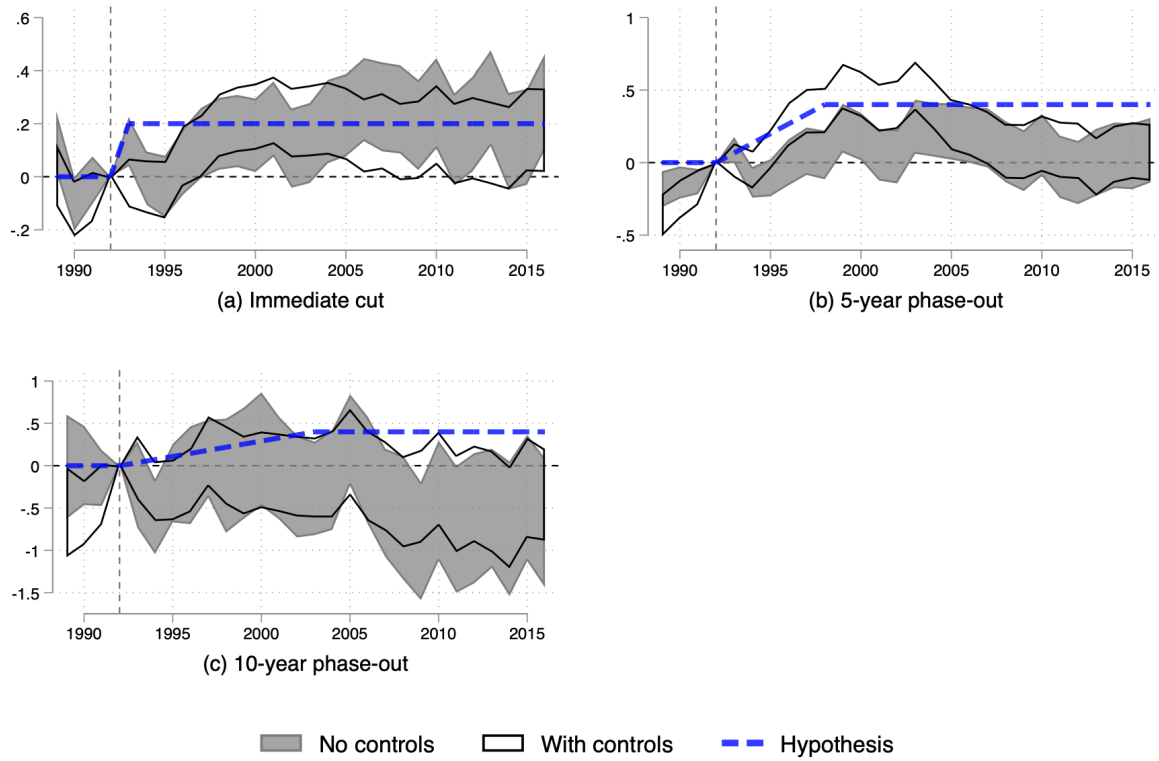 .6
.4
.2
0
-.2
1990 1995 2000 2005 2010 2015
(a) Immediate cut
1
.5
0
-.5
1990 1995 2000 2005 2010 2015
(b) 5-year phase-out
1
.5
0
-.5
-1
-1.5
1990 1995 2000 2005 2010 2015
(c) 10-year phase-out
No controls With controls Hypothesis